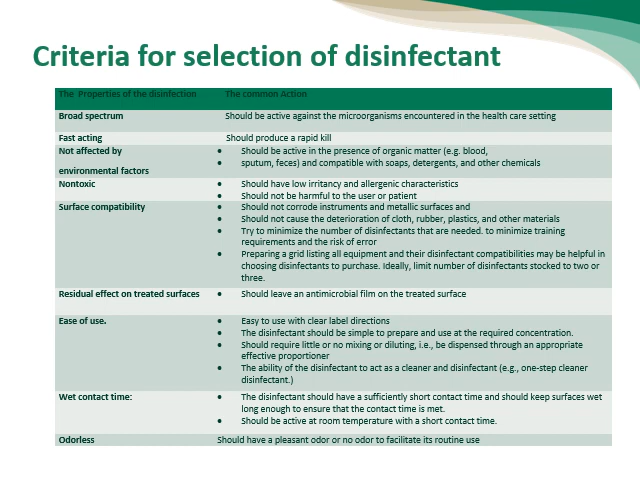 Criteria for selection of disinfectant
The Properties of the disinfection The common Action
Broad spectrum Should be active against the microorganisms encountered in the health care setting
Fast acting Should produce a rapid kill
Not affected by • Should be active in the presence of organic matter (e.g. blood,
• sputum, feces) and compatible with soaps, detergents, and other chemicals
environmental factors
Nontoxic • Should have low irritancy and allergenic characteristics
• Should not be harmful to the user or patient
Surface compatibility • Should not corrode instruments and metallic surfaces and
• Should not cause the deterioration of cloth, rubber, plastics, and other materials
• Try to minimize the number of disinfectants that are needed. to minimize training
requirements and the risk of error
• Preparing a grid listing all equipment and their disinfectant compatibilities may be helpful in
choosing disinfectants to purchase. Ideally, limit number of disinfectants stocked to two or
three.
Residual effect on treated surfaces • Should leave an antimicrobial film on the treated surface
Ease of use. • Easy to use with clear label directions
• The disinfectant should be simple to prepare and use at the required concentration.
• Should require little or no mixing or diluting, i.e., be dispensed through an appropriate
effective proportioner
• The ability of the disinfectant to act as a cleaner and disinfectant (e.g., one-step cleaner
disinfectant.)
Wet contact time: • The disinfectant should have a sufficiently short contact time and should keep surfaces wet
long enough to ensure that the contact time is met.
• Should be active at room temperature with a short contact time.
Odorless Should have a pleasant odor or no odor to facilitate its routine use